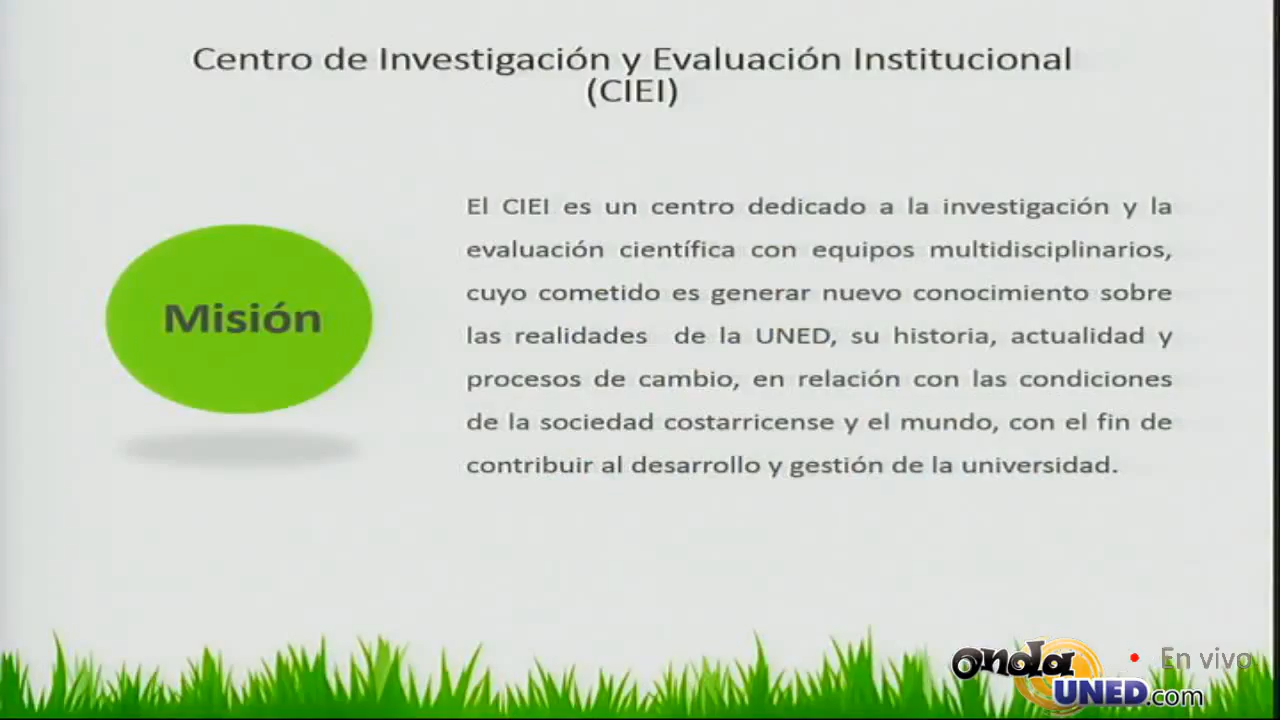 Centro de Investigación y Evaluación Institucional
(CIEI)
Misión
El CIEI es un centro dedicado a la investigación y la
evaluación científica con equipos multidisciplinarios,
cuyo cometido es generar nuevo conocimiento sobre
las realidades de la UNED, su historia, actualidad y
procesos de cambio, en relación con las condiciones
de la sociedad costarricense y el mundo, con el fin de
contribuir al desarrollo y gestión de la universidad.
onda
UNED.com
En vivo